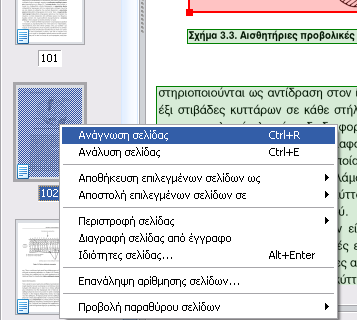 101
Σχήμα 3.3. Αισθητήριες προβολικές
στηριοποιούνται ως αντίδραση στον
έξι στιβάδες κυττάρων σε κάθε στήλ
102
Ανάγνωση σελίδας Ctrl+R
Ανάλυση σελίδας Ctrl+E
Αποθήκευση επιλεγμένων σελίδων ως
Αποστολή επιλεγμένων σελίδων σε
Περιστροφή σελίδας
Διαγραφή σελίδας από έγγραφο
Ιδιότητες σελίδας... Alt+Enter
Επανάληψη αρίθμησης σελίδων...
Προβολή παραθύρου σελίδων